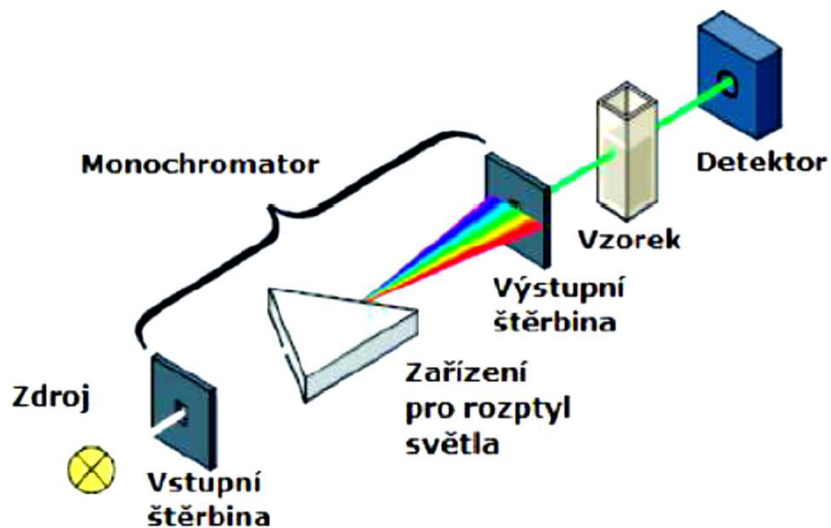 Monochromator
Detektor
Vzorek
Výstupní
štěrbina
Zařízení
pro rozptyl
světla
Zdroj
Vstupní
štěrbina